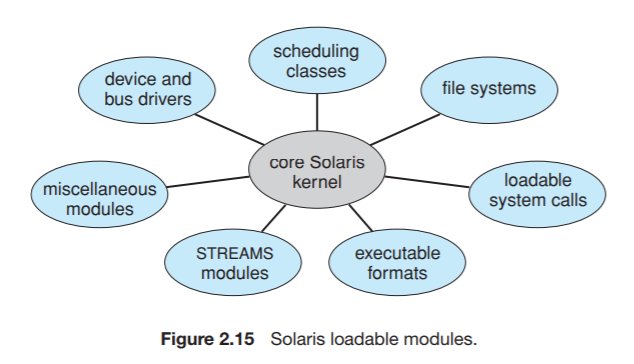 scheduling
classes
device and
bus drivers
file systems
core Solaris
kernel
miscellaneous
modules
loadable
system calls
STREAMS
modules
executable
formats
Figure 2.15 Solaris loadable modules.